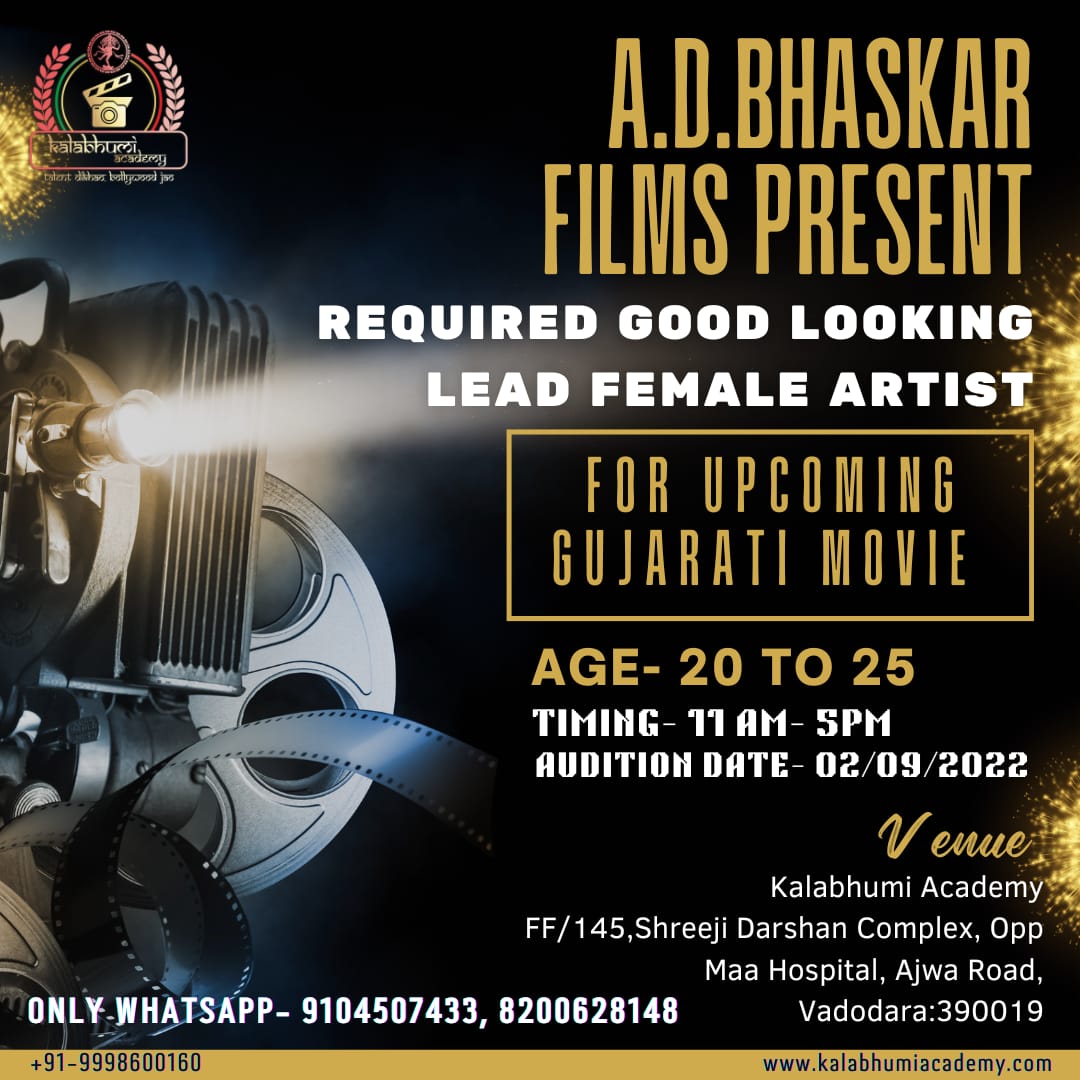 kalabhumi
academy
talent dikhao, bollywood jao
A.D.BHASKAR
FILMS PRESENT
REQUIRED GOOD LOOKING
LEAD FEMALE ARTIST
FOR UPCOMING
GUJARATI MOVIE
AGE- 20 TO 25
TIMING- 11 AM- 5PM
AUDITION DATE- 02/09/2022
Venue
Kalabhumi Academy
FF/145,Shreeji Darshan Complex, Opp
Maa Hospital, Ajwa Road,
Vadodara:390019
ONLY WHATSAPP- 9104507433, 8200628148
+91-9998600160
www.kalabhumiacademy.com